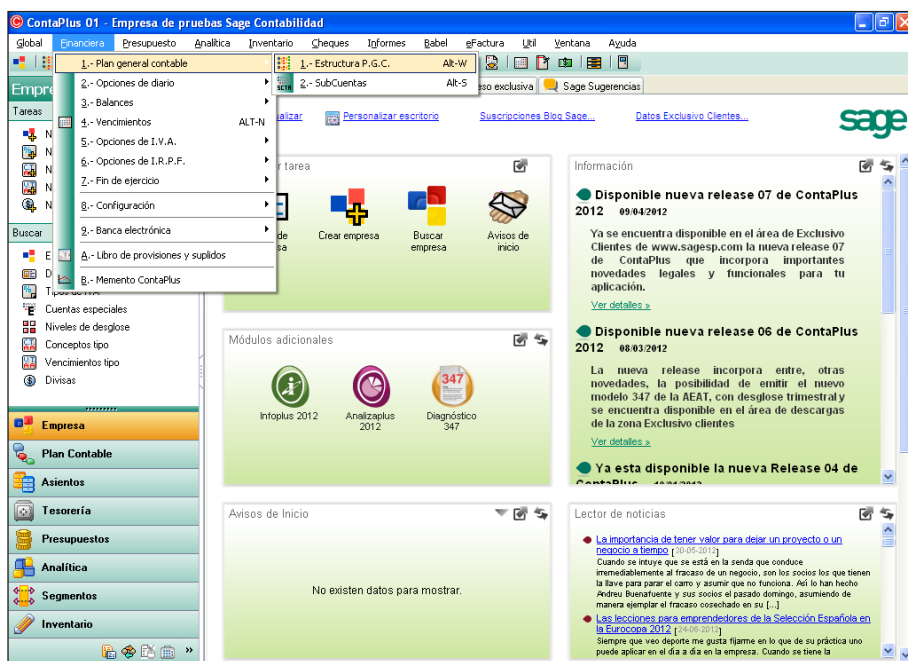 ContaPlus 01 - Empresa de pruebas Sage Contabilidad
Global Financiera Presupuesto Analítica Inventario Cheques Informes Babel eFactura Util Ventana Ayuda
1.- Plan general contable
2.- Opciones de diario
3.- Balances
4.- Vencimientos ALT-N
5.- Opciones de I.V.A.
6.- Opciones de I.R.P.F.
7.- Fin de ejercicio
8.- Configuración
9.- Banca electrónica
A.- Libro de provisiones y suplidos
B.- Memento ContaPlus
1.- Estructura P.G.C. Alt-W
2.- SubCuentas Alt-S
Empre
eso exclusiva
Sage Sugerencias
Tareas
N
N
N
N
Buscar
E
D
Cuentas especiales
Niveles de desglose
Conceptos tipo
Vencimientos tipo
Divisas
Empresa
Plan Contable
Asientos
Tesorería
Presupuestos
Analítica
Segmentos
Inventario
ualizar
Personalizar escritorio
Suscripciones Blog Sage...
Datos Exclusivo Clientes...
sage
r tarea
de
sa
Crear empresa
Buscar
empresa
Avisos de
inicio
Módulos adicionales
Infoplus 2012
Analizaplus
2012
347
Diagnóstico
347
Avisos de Inicio
No existen datos para mostrar.
Información
Disponible nueva release 07 de ContaPlus
2012 09/04/2012
Ya se encuentra disponible en el área de Exclusivo
Clientes de www.sagesp.com la nueva release 07
de ContaPlus que incorpora importantes
novedades legales y funcionales para tu
aplicación.
Ver detalles »
Disponible nueva release 06 de ContaPlus
2012 08/03/2012
La nueva release incorpora entre, otras
novedades, la posibilidad de emitir el nuevo
modelo 347 de la AEAT, con desglose trimestral y
se encuentra disponible en el área de descargas
de la zona Exclusivo clientes
Ver detalles »
Ya esta disponible la nueva Release 04 de
ContaPlus
Lector de noticias
La importancia de tener valor para dejar un proyecto o un
negocio a tiempo [30-05-2012]
Cuando se intuye que se está en la senda que conduce
irremediablemente al fracaso de un negocio, son los socios los que tienen
la llave para parar el carro y asumir que no funciona. Así lo han hecho
Andreu Buenafuente y sus socios el pasado domingo, asumiendo de
manera ejemplar el fracaso cosechado en su [...]
Las lecciones para emprendedores de la Selección Española en
la Eurocopa 2012 [24-06-2012]
Siempre que veo deporte me gusta fijarme en lo que de su práctica uno
puede aplicar en el día a día en la empresa. Cuando se tiene la